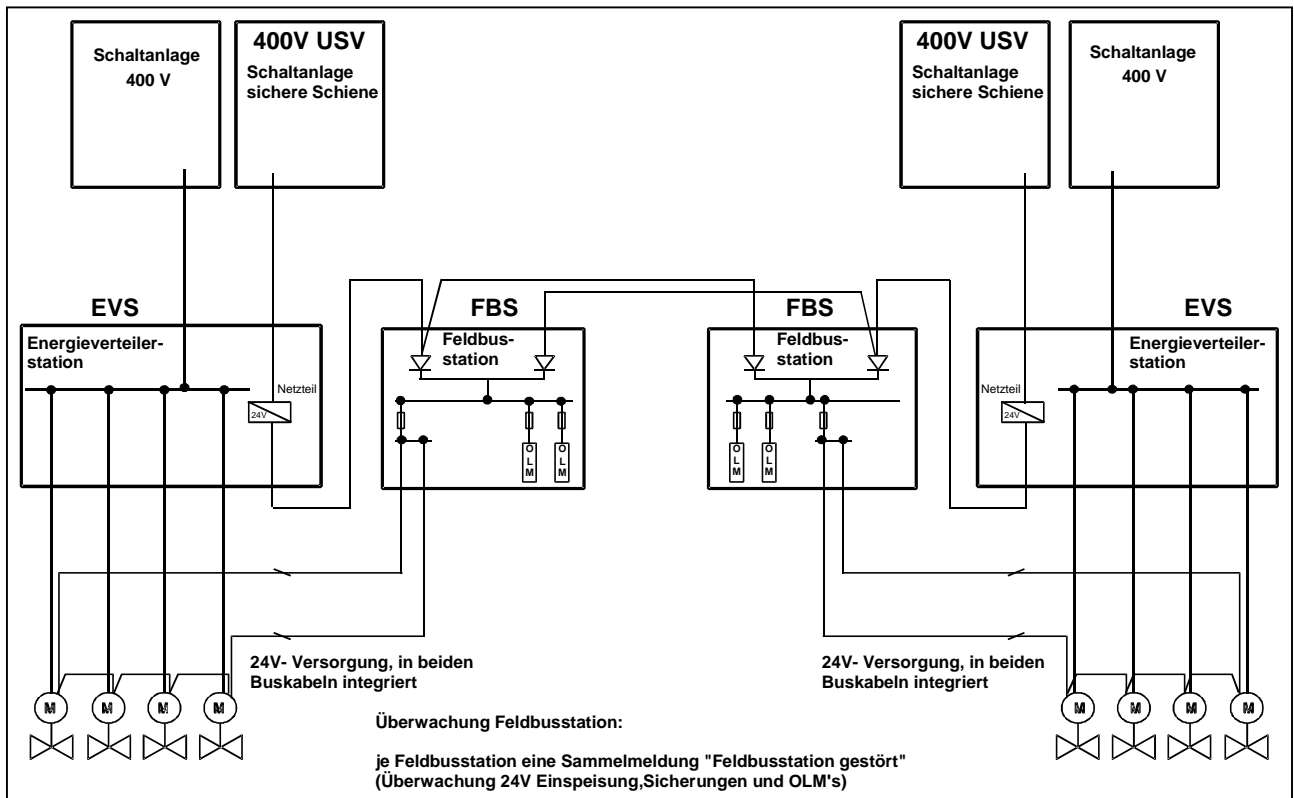 Schaltanlage
400 V
400V USV
Schaltanlage
sichere Schiene
400V USV
Schaltanlage
sichere Schiene
Schaltanlage
400 V
EVS
Energieverteiler-
station
Netzteil
24V
FBS
Feldbus-
station
O
L
M
O
L
M
FBS
Feldbus-
station
O
L
M
O
L
M
EVS
Energieverteiler-
station
Netzteil
24V
24V- Versorgung, in beiden
Buskabeln integriert
24V- Versorgung, in beiden
Buskabeln integriert
M
M
M
M
M
M
M
M
Überwachung Feldbusstation:
je Feldbusstation eine Sammelmeldung "Feldbusstation gestört"
(Überwachung 24V Einspeisung,Sicherungen und OLM's)